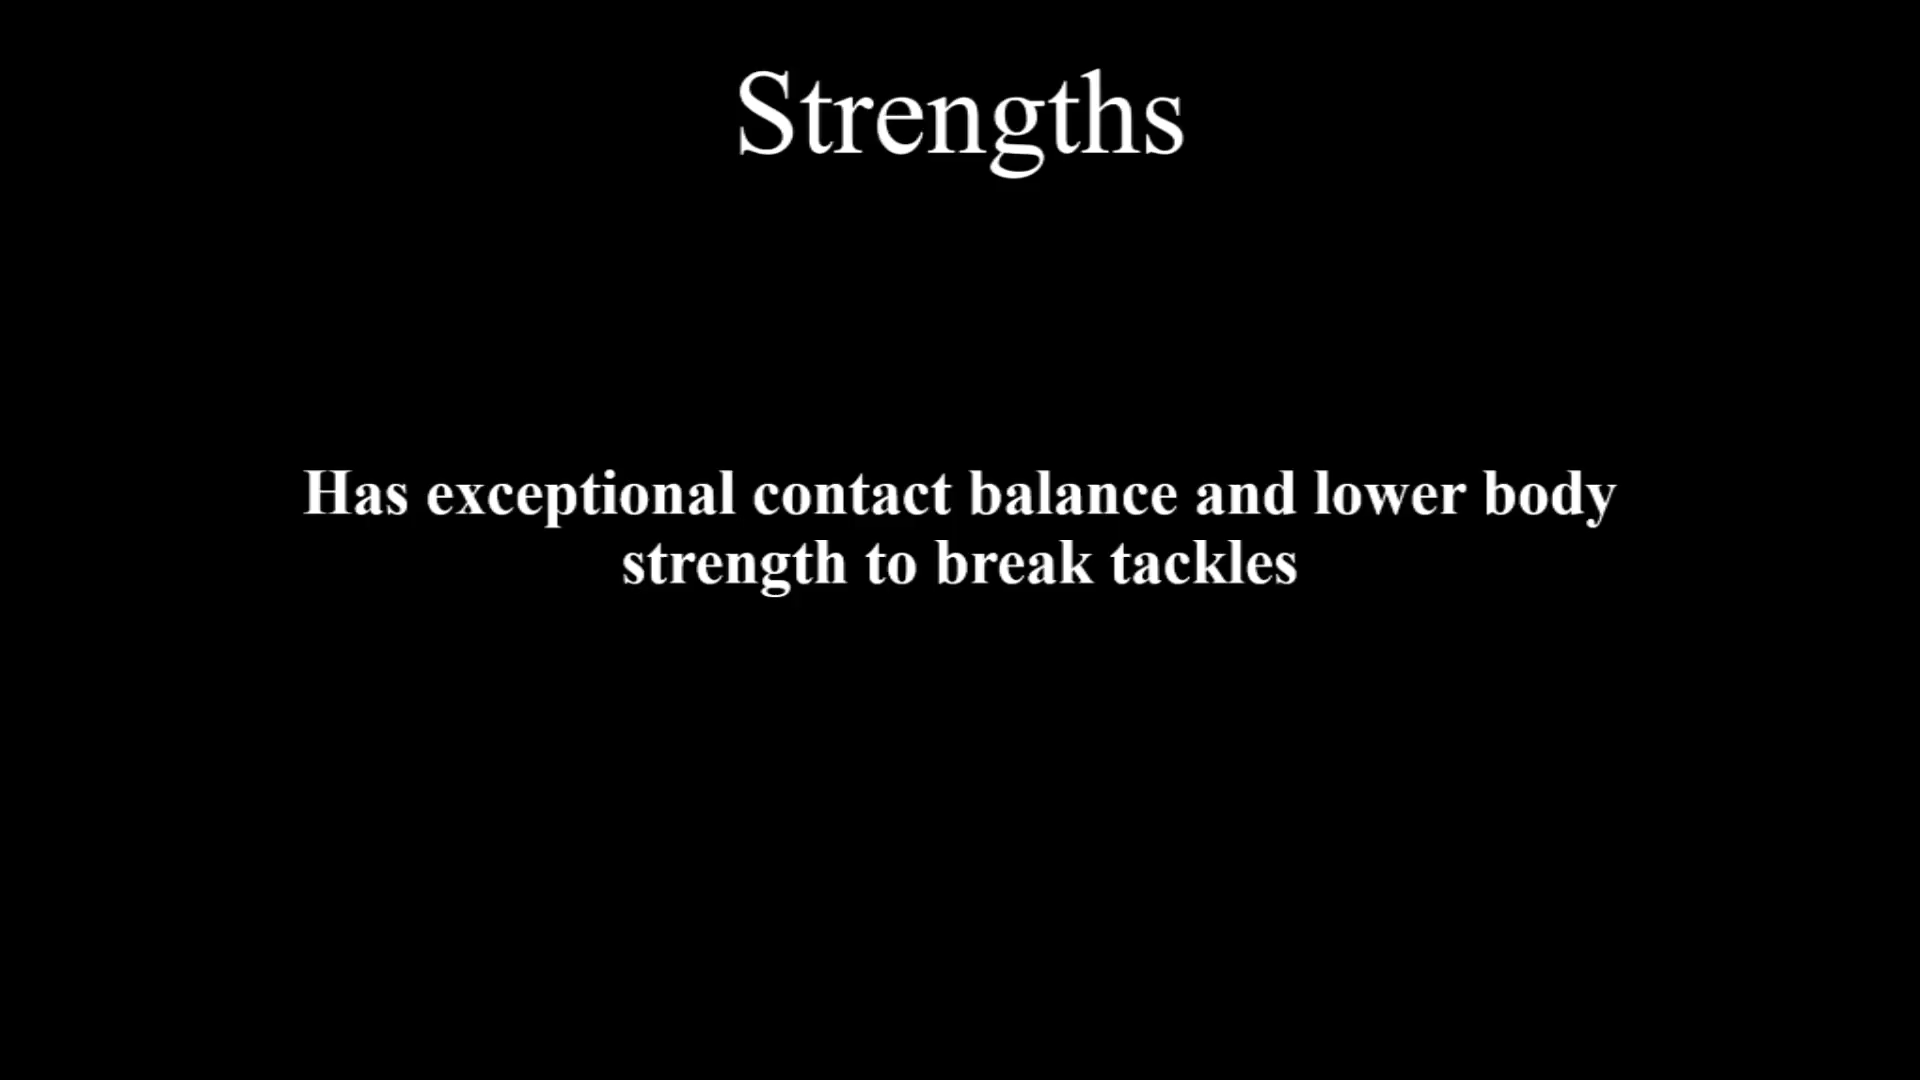 Strengths
Has exceptional contact balance and lower body
strength to break tackles